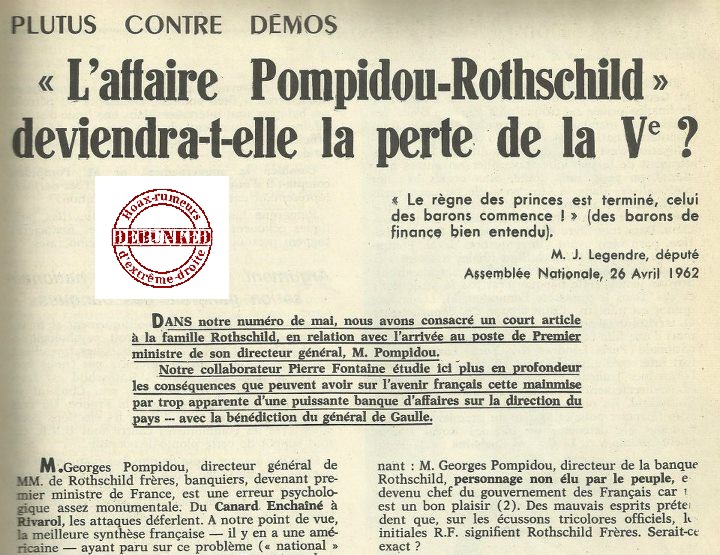 PLUTUS CONTRE DÊMOS
« L'affaire Pompidou-Rothschild »
deviendra-t-elle la perte de la Ve ?
Hoax-rumeurs
DEBUNKED
d'extrême-droite
« Le règne des princes est terminé, celui
des barons commence ! » (des barons de
finance bien entendu).
M. J. Legendre, député
Assemblée Nationale, 26 Avril 1962
DANS notre numéro de mai, nous avons consacré un court article
à la famille Rothschild, en relation avec l'arrivée au poste de Premier
ministre de son directeur général, M. Pompidou.
Notre collaborateur Pierre Fontaine étudie ici plus en profondeur
les conséquences que peuvent avoir sur l'avenir français cette mainmise
par trop apparente d'une puissante banque d'affaires sur la direction du
pays — avec la bénédiction du général de Gaulle.
M.Georges Pompidou, directeur général de
MM. de Rothschild frères, banquiers, devenant pre-
mier ministre de France, est une erreur psycholo-
gique assez monumentale. Du Canard Enchaîné à
Rivarol, les attaques déferlent. A notre point de vue,
la meilleure synthèse française — il y en a une amé-
ricaine — ayant paru sur ce problème (« national »
nant : M. Georges Pompidou, directeur de la banque
Rothschild, personnage non élu par le peuple, e
devenu chef du gouvernement des Français car
est un bon plaisir (2). Des mauvais esprits préten
dent que, sur les écussons tricolores officiels,
initiales R.F. signifient Rothschild Frères. Serait-ce
exact ?